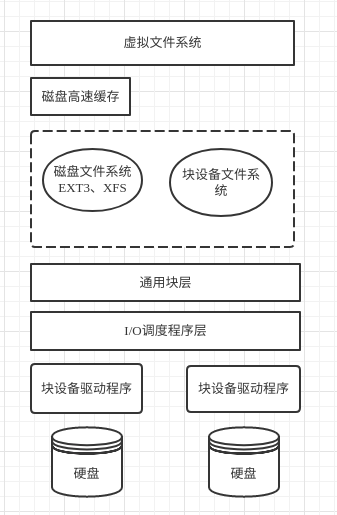 虚拟文件系统
磁盘高速缓存
磁盘文件系统
EXT3、XFS
块设备文件系
统
通用块层
I/O调度程序层
块设备驱动程序
块设备驱动程序
硬盘
硬盘